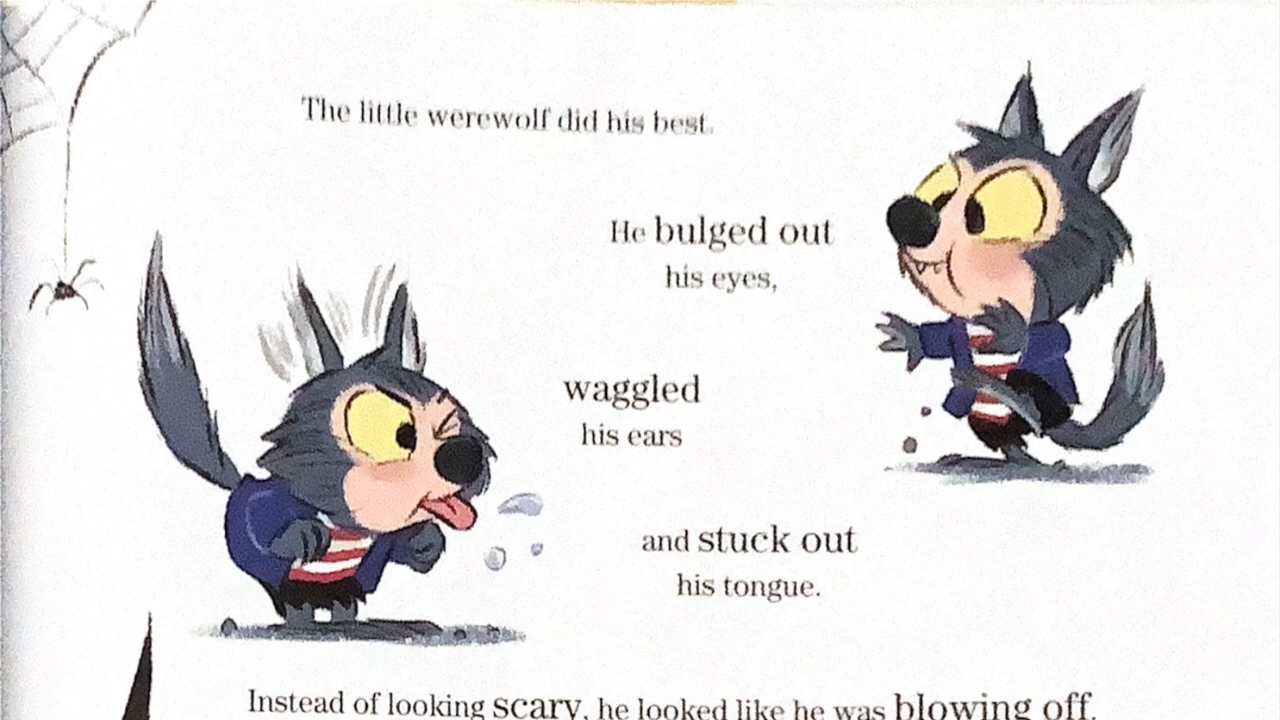 The little werewolf did his best.
He bulged out
his eyes,
waggled
his ears
and stuck out
his tongue.
Instead of looking scary, he looked like he was blowing off.